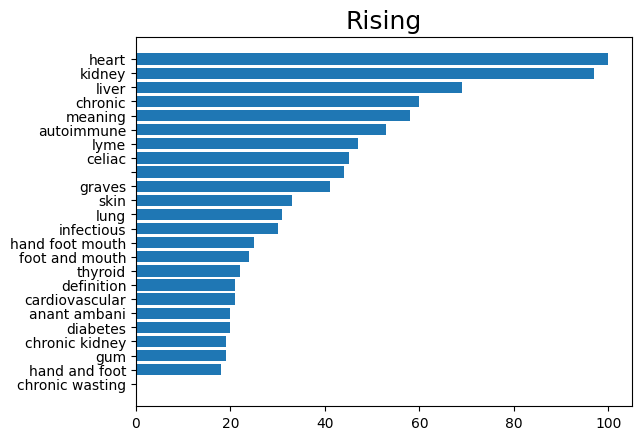 Rising
heart
kidney
liver
chronic
meaning
autoimmune
lyme
celiac
graves
skin
lung
infectious
hand foot mouth
foot and mouth
thyroid
definition
cardiovascular
anant ambani
diabetes
chronic kidney
gum
hand and foot
chronic wasting
0 20 40 60 80 100